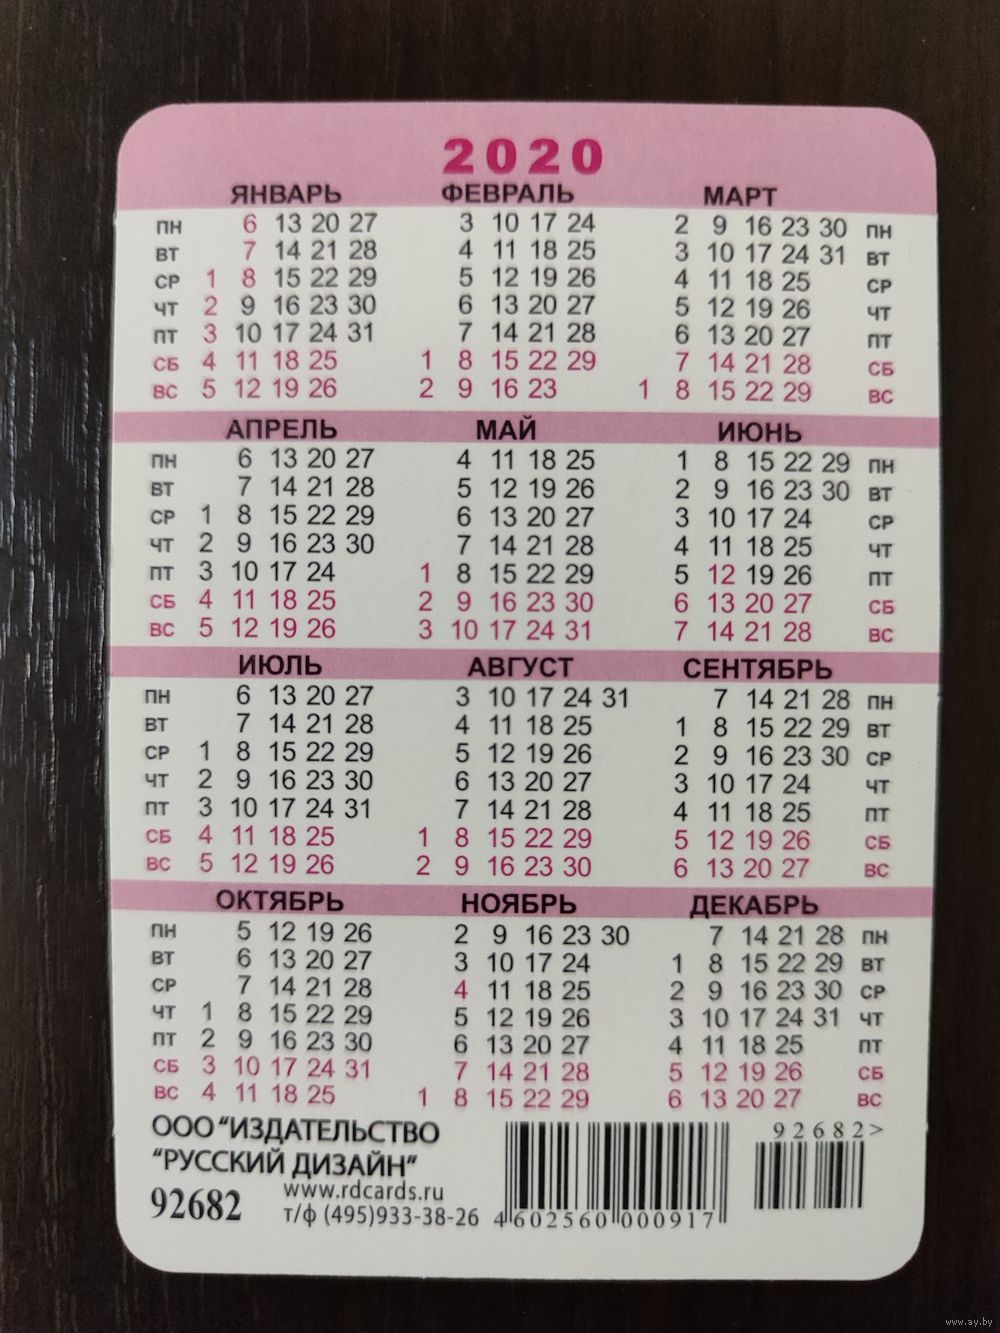 2020
ЯНВАРЬ ФЕВРАЛЬ МАРТ
ПН 6 13 20 27 3 10 17 24 2 9 16 23 30 ПН
ВТ 7 14 21 28 4 11 18 25 3 10 17 24 31 ВТ
СР 1 8 15 22 29 5 12 19 26 4 11 18 25 СР
ЧТ 2 9 16 23 30 6 13 20 27 5 12 19 26 ЧТ
ПТ 3 10 17 24 31 7 14 21 28 6 13 20 27 ПТ
СБ 4 11 18 25 1 8 15 22 29 7 14 21 28 СБ
ВС 5 12 19 26 2 9 16 23 1 8 15 22 29 ВС
АПРЕЛЬ МАЙ ИЮНЬ
ПН 6 13 20 27 4 11 18 25 1 8 15 22 29 ПН
ВТ 7 14 21 28 5 12 19 26 2 9 16 23 30 ВТ
СР 1 8 15 22 29 6 13 20 27 3 10 17 24 СР
ЧТ 2 9 16 23 30 7 14 21 28 4 11 18 25 ЧТ
ПТ 3 10 17 24 1 8 15 22 29 5 12 19 26 ПТ
СБ 4 11 18 25 2 9 16 23 30 6 13 20 27 СБ
ВС 5 12 19 26 3 10 17 24 31 7 14 21 28 ВС
ИЮЛЬ АВГУСТ СЕНТЯБРЬ
ПН 6 13 20 27 3 10 17 24 31 7 14 21 28 ПН
ВТ 7 14 21 28 4 11 18 25 1 8 15 22 29 ВТ
СР 1 8 15 22 29 5 12 19 26 2 9 16 23 30 СР
ЧТ 2 9 16 23 30 6 13 20 27 3 10 17 24 ЧТ
ПТ 3 10 17 24 31 7 14 21 28 4 11 18 25 ПТ
СБ 4 11 18 25 1 8 15 22 29 5 12 19 26 СБ
ВС 5 12 19 26 2 9 16 23 30 6 13 20 27 ВС
ОКТЯБРЬ НОЯБРЬ ДЕКАБРЬ
ПН 5 12 19 26 2 9 16 23 30 7 14 21 28 ПН
ВТ 6 13 20 27 3 10 17 24 1 8 15 22 29 ВТ
СР 7 14 21 28 4 11 18 25 2 9 16 23 30 СР
ЧТ 1 8 15 22 29 5 12 19 26 3 10 17 24 31 ЧТ
ПТ 2 9 16 23 30 6 13 20 27 4 11 18 25 ПТ
СБ 3 10 17 24 31 7 14 21 28 5 12 19 26 СБ
ВС 4 11 18 25 1 8 15 22 29 6 13 20 27 ВС
ООО "ИЗДАТЕЛЬСТВО
"РУССКИЙ ДИЗАЙН"
92682
www.rdcards.ru
т/ф (495)933-38-26
4 602560 000917
92682>
www.ay.by